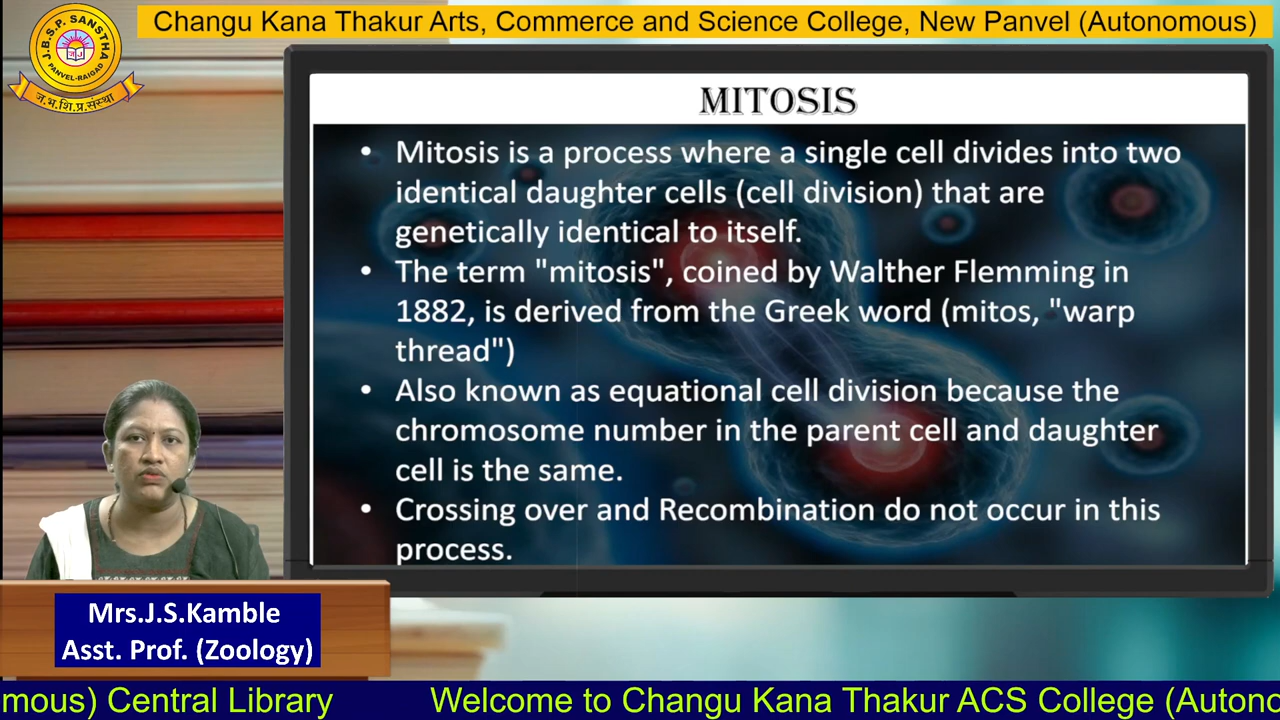 Changu Kana Thakur Arts, Commerce and Science College, New Panvel (Autonomous)
J.B.S.P. SANSTHA
PANVEL-RAIGAD
ज.भ.शि.प्र.संस्था
MITOSIS
• Mitosis is a process where a single cell divides into two
identical daughter cells (cell division) that are
genetically identical to itself.
• The term "mitosis", coined by Walther Flemming in
1882, is derived from the Greek word (mitos, "warp
thread")
• Also known as equational cell division because the
chromosome number in the parent cell and daughter
cell is the same.
• Crossing over and Recombination do not occur in this
process.
Mrs.J.S.Kamble
Asst. Prof. (Zoology)
mous) Central Library Welcome to Changu Kana Thakur ACS College (Autono